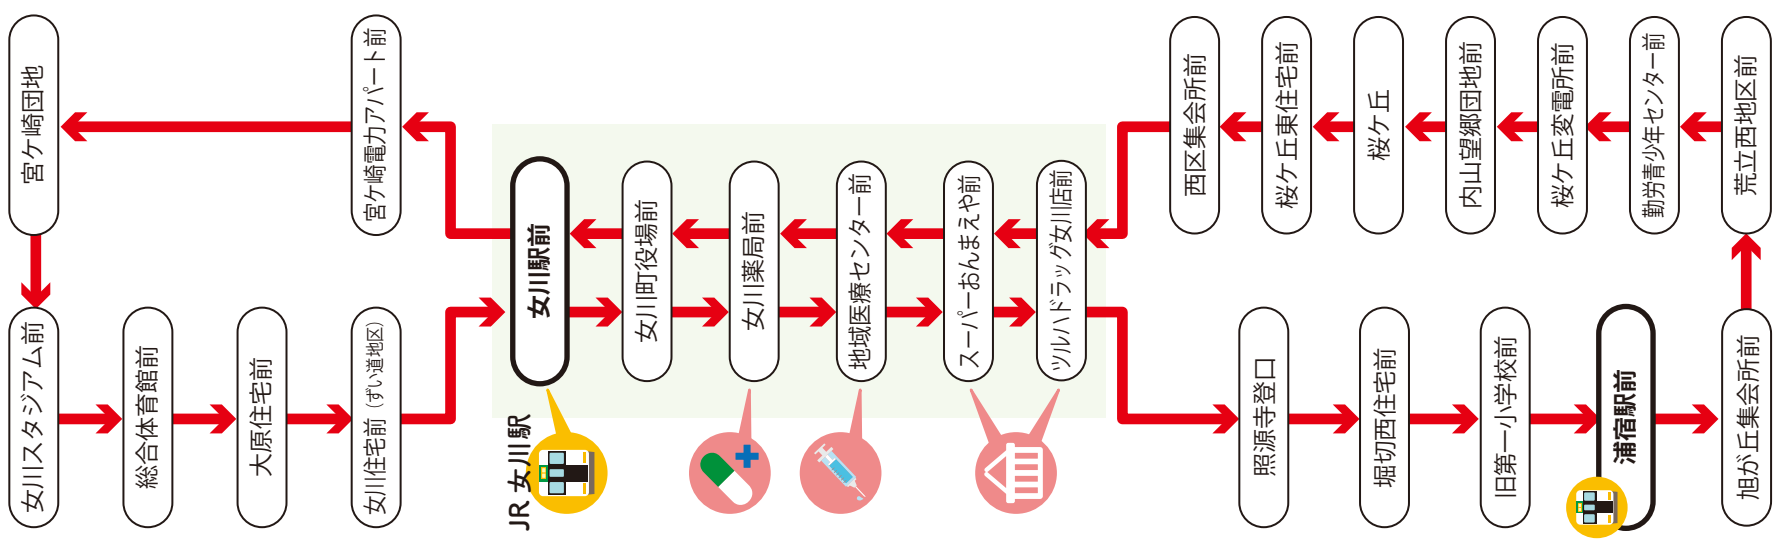 宮ケ崎団地
宮ケ崎電力アパート前
女川スタジアム前
総合体育館前
大原住宅前
女川住宅前（ずい道地区）
女川駅前
女川町役場前
女川薬局前
地域医療センター前
スーパーおんまえや前
ツルハドラッグ女川店前
JR 女川駅
西区集会所前
桜ケ丘東住宅前
桜ケ丘
内山望郷団地前
桜ケ丘変電所前
勤労青少年センター前
荒立西地区前
照源寺登口
堀切西住宅前
旧第一小学校前
浦宿駅前
旭が丘集会所前